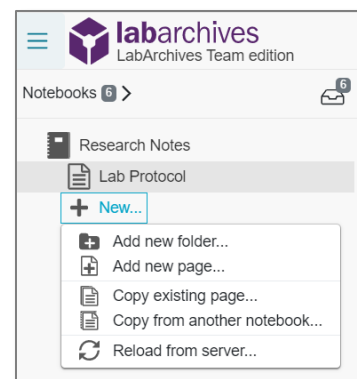 labarchives
LabArchives Team edition
Notebooks 6 >
6
Research Notes
Lab Protocol
+ New...
Add new folder...
Add new page...
Copy existing page...
Copy from another notebook...
Reload from server...